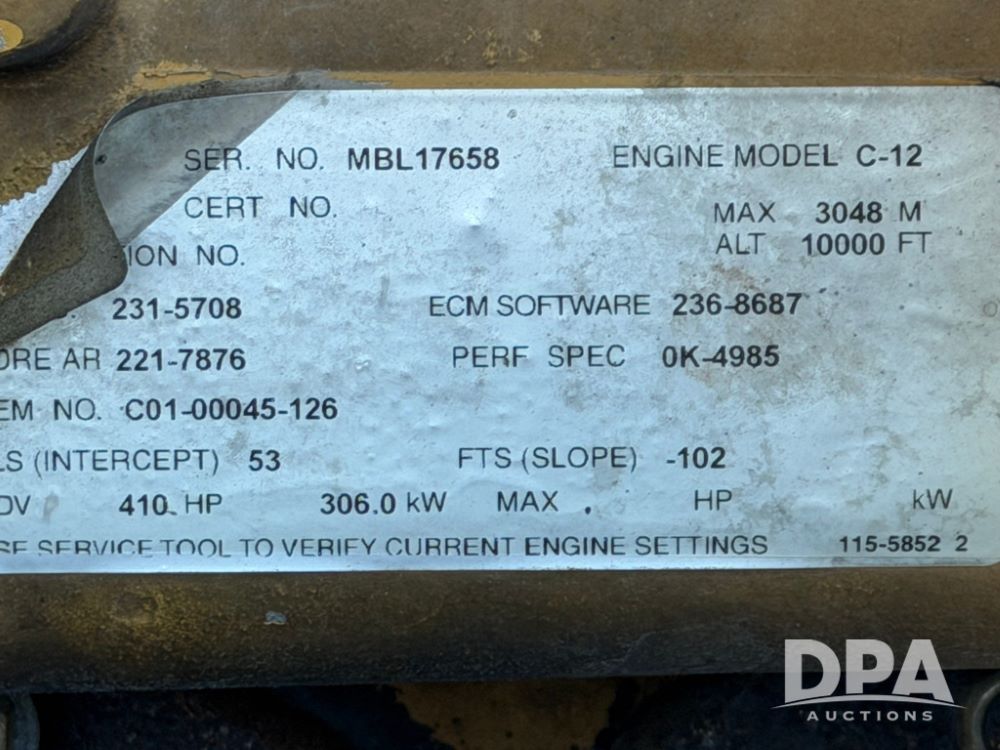 SER. NO. MBL17658 ENGINE MODEL C-12
CERT NO. MAX 3048 M
ALT 10000 FT
ION NO.
231-5708 ECM SOFTWARE 236-8687
ORE AR 221-7876 PERF SPEC 0K-4985
EM NO. C01-00045-126
LS (INTERCEPT) 53 FTS (SLOPE) -102
DV 410 HP 306.0 kW MAX . HP kW
SE SERVICE TOOL TO VERIFY CURRENT ENGINE SETTINGS 115-5852 2
DPA
AUCTIONS